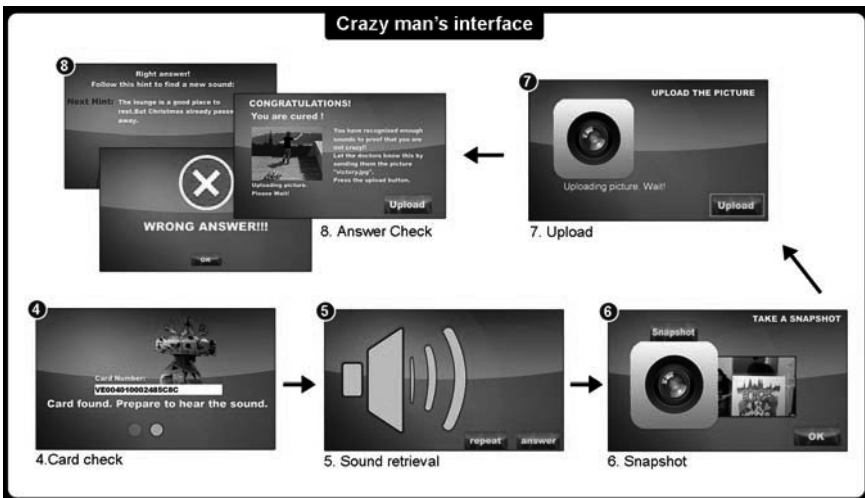 Crazy man's interface
8
Right answer!
Follow this hint to find a new sound:
Next Hint: The lounge is a good place to
rest.But Christmas already passe
away.
WRONG ANSWER!!!
OK
CONGRATULATIONS!
You are cured !
You have recognized enough
sounds to proof that you are
not crazy!!
Let the doctors know this by
sending them the picture
"victory.jpg".
Press the upload button.
Uploading picture.
Please Wait!
Upload
8. Answer Check
7
UPLOAD THE PICTURE
Uploading picture. Wait!
Upload
7. Upload
4
Card Number:
VE004010002485C8C
Card found. Prepare to hear the sound.
4.Card check
5
repeat answer
5. Sound retrieval
6
TAKE A SNAPSHOT
Snapshot
OK
6. Snapshot